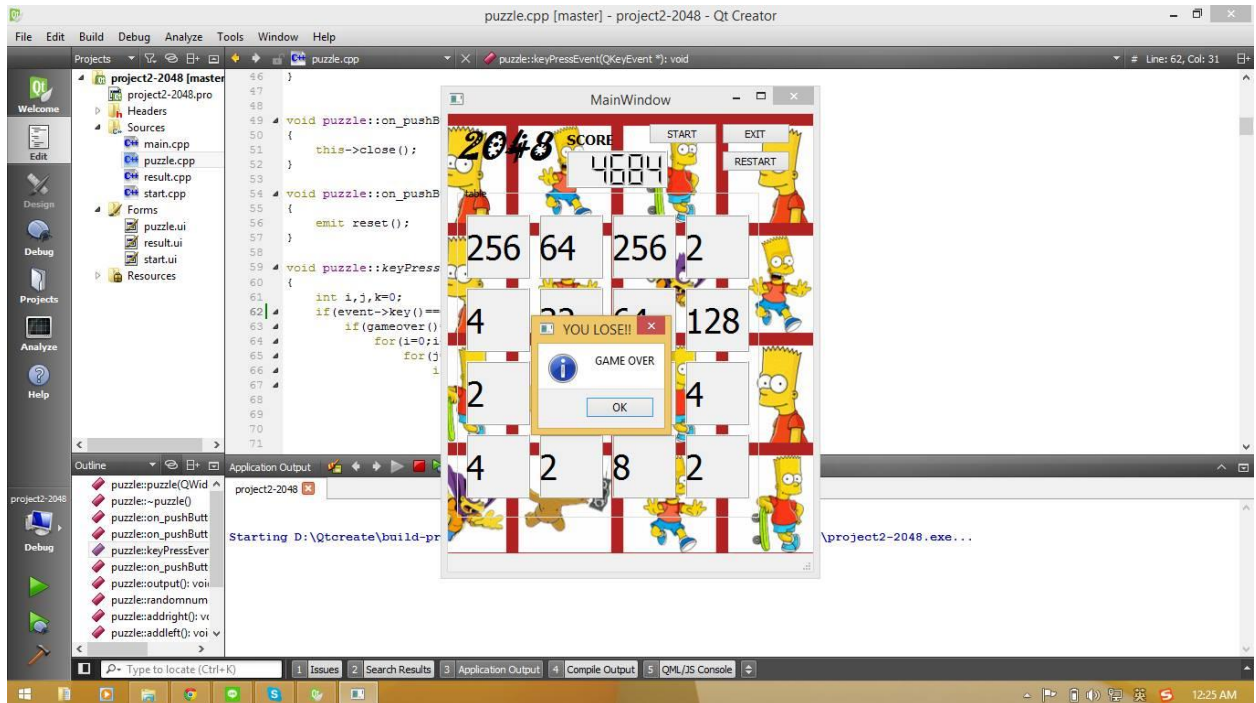 puzzle.cpp [master] - project2-2048 - Qt Creator
File Edit Build Debug Analyze Tools Window Help
Projects
puzzle.cpp
puzzle::keyPressEvent(QKeyEvent *): void
# Line: 62, Col: 31
Welcome
Edit
Design
Debug
Projects
Analyze
Help
project2-2048 [master
project2-2048.pro
Headers
Sources
main.cpp
puzzle.cpp
result.cpp
start.cpp
Forms
puzzle.ui
result.ui
start.ui
Resources
46 }
47
48
49 void puzzle::on_pushB
50 {
51 this->close();
52 }
53
54 void puzzle::on_pushB
55 {
56 emit reset();
57 }
58
59 void puzzle::keyPress
60 {
61 int i,j,k=0;
62 if(event->key()==
63 if(gameover()
64 for(i=0;i
65 for(j
66 i
67
68
69
70
71
MainWindow
2048 SCORE START EXIT
4684 RESTART
table
256 64 256 2
4 128
2 4
4 2 8 2
YOU LOSE!!
GAME OVER
OK
Outline
puzzle::puzzle(QWid
puzzle::~puzzle()
puzzle::on_pushButt
puzzle::on_pushButt
puzzle::keyPressEver
puzzle::on_pushButt
puzzle::output(): voi
puzzle::randomnum
puzzle::addright(): v
puzzle::addleft(): voi
project2-2048
Debug
Application Output
project2-2048
Starting D:\Qtcreate\build-pr \project2-2048.exe...
Type to locate (Ctrl+K)
1 Issues 2 Search Results 3 Application Output 4 Compile Output 5 QML/JS Console
英 12:25 AM